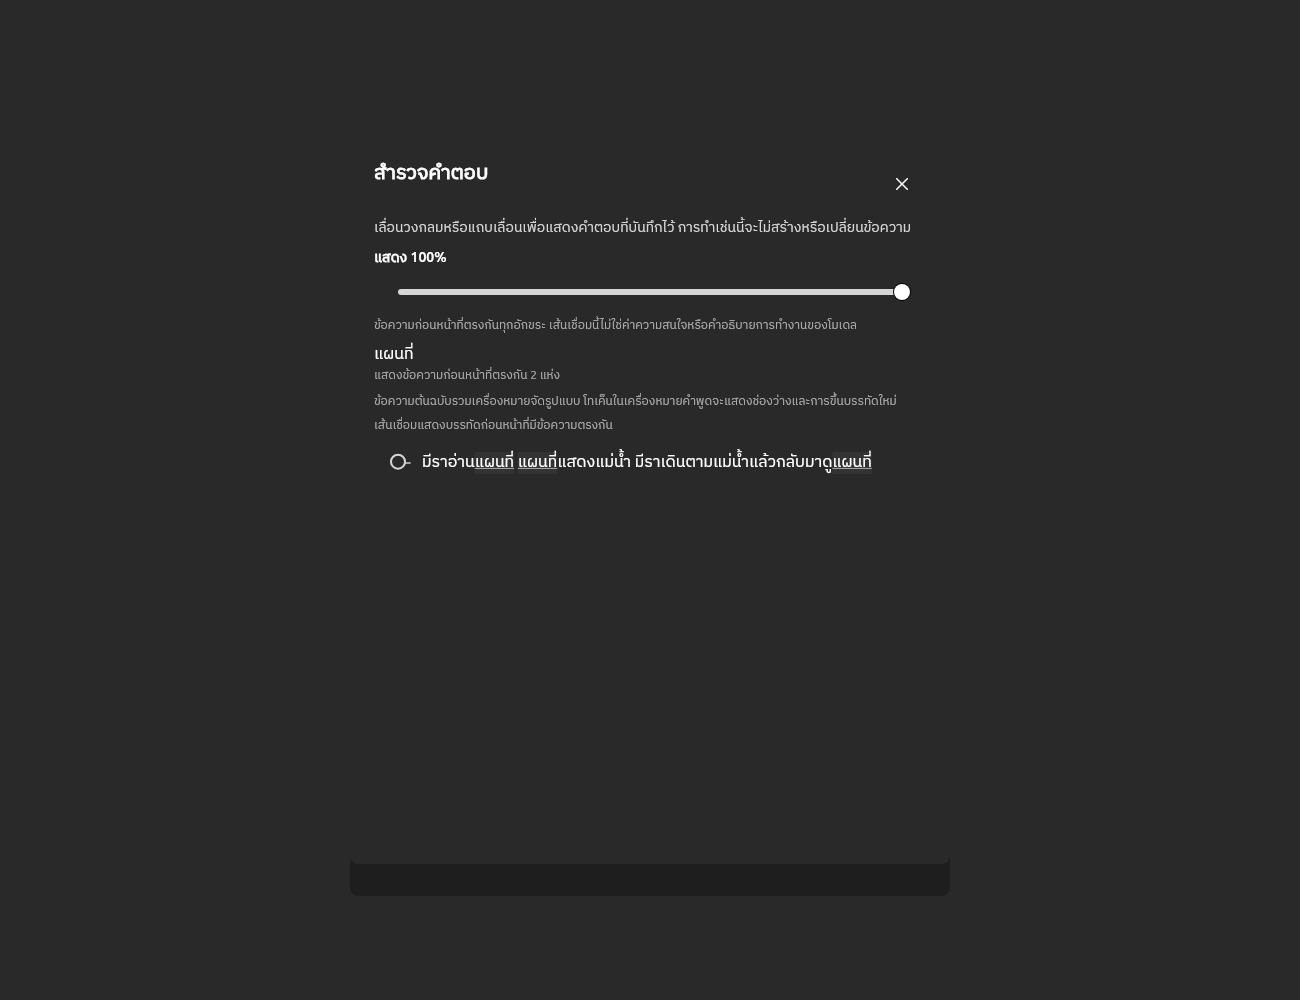 สำรวจคำตอบ
เลื่อนวงกลมหรือแถบเลื่อนเพื่อแสดงคำตอบที่บันทึกไว้ การทำเช่นนี้จะไม่สร้างหรือเปลี่ยนข้อความ
แสดง 100%
ข้อความก่อนหน้าที่ตรงกันทุกอักขระ เส้นเชื่อมนี้ไม่ใช่ค่าความสนใจหรือคำอธิบายการทำงานของโมเดล
แผนที่
แสดงข้อความก่อนหน้าที่ตรงกัน 2 แห่ง
ข้อความต้นฉบับรวมเครื่องหมายจัดรูปแบบ โทเค็นในเครื่องหมายคำพูดจะแสดงช่องว่างและการขึ้นบรรทัดใหม่
เส้นเชื่อมแสดงบรรทัดก่อนหน้าที่มีข้อความตรงกัน
มีราอ่านแผนที่ แผนที่แสดงแม่น้ำ มีราเดินตามแม่น้ำแล้วกลับมาดูแผนที่